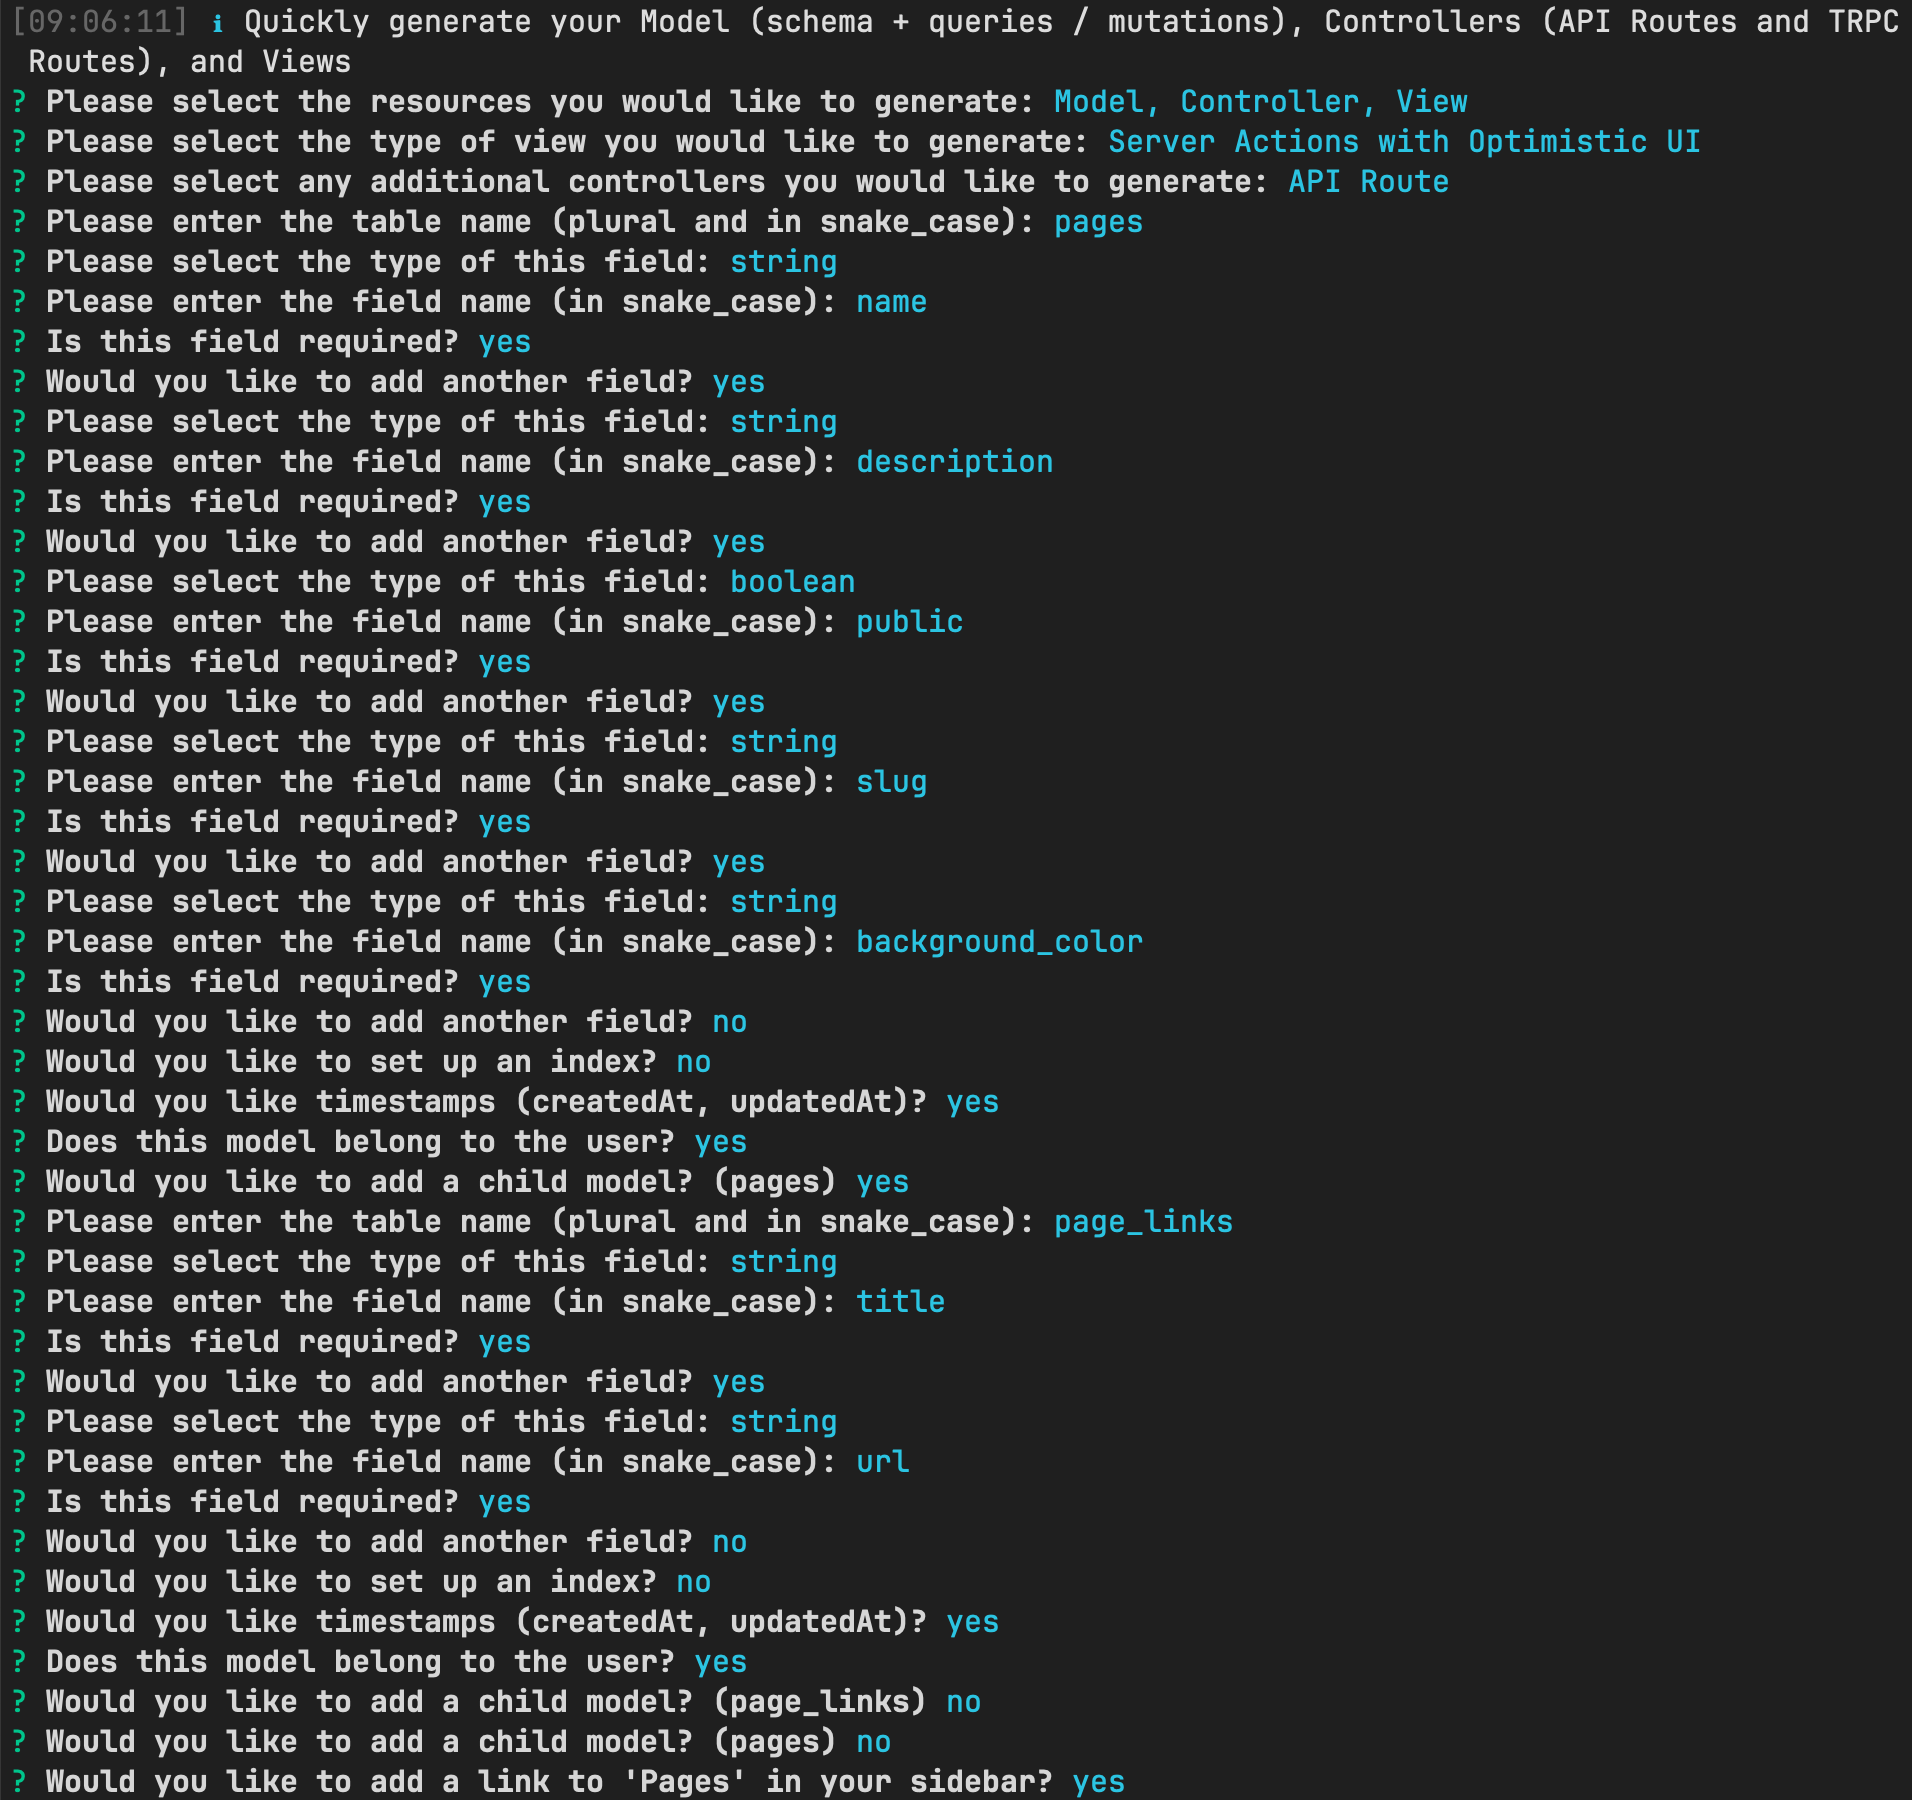 [09:06:11] ℹ Quickly generate your Model (schema + queries / mutations), Controllers (API Routes and TRPC
Routes), and Views
? Please select the resources you would like to generate: Model, Controller, View
? Please select the type of view you would like to generate: Server Actions with Optimistic UI
? Please select any additional controllers you would like to generate: API Route
? Please enter the table name (plural and in snake_case): pages
? Please select the type of this field: string
? Please enter the field name (in snake_case): name
? Is this field required? yes
? Would you like to add another field? yes
? Please select the type of this field: string
? Please enter the field name (in snake_case): description
? Is this field required? yes
? Would you like to add another field? yes
? Please select the type of this field: boolean
? Please enter the field name (in snake_case): public
? Is this field required? yes
? Would you like to add another field? yes
? Please select the type of this field: string
? Please enter the field name (in snake_case): slug
? Is this field required? yes
? Would you like to add another field? yes
? Please select the type of this field: string
? Please enter the field name (in snake_case): background_color
? Is this field required? yes
? Would you like to add another field? no
? Would you like to set up an index? no
? Would you like timestamps (createdAt, updatedAt)? yes
? Does this model belong to the user? yes
? Would you like to add a child model? (pages) yes
? Please enter the table name (plural and in snake_case): page_links
? Please select the type of this field: string
? Please enter the field name (in snake_case): title
? Is this field required? yes
? Would you like to add another field? yes
? Please select the type of this field: string
? Please enter the field name (in snake_case): url
? Is this field required? yes
? Would you like to add another field? no
? Would you like to set up an index? no
? Would you like timestamps (createdAt, updatedAt)? yes
? Does this model belong to the user? yes
? Would you like to add a child model? (page_links) no
? Would you like to add a child model? (pages) no
? Would you like to add a link to 'Pages' in your sidebar? yes